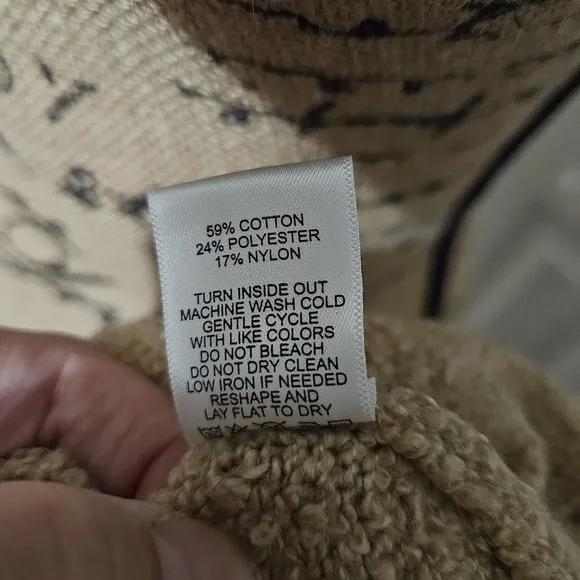 59% COTTON
24% POLYESTER
17% NYLON
TURN INSIDE OUT
MACHINE WASH COLD
GENTLE CYCLE
WITH LIKE COLORS
DO NOT BLEACH
DO NOT DRY CLEAN
LOW IRON IF NEEDED
RESHAPE AND
LAY FLAT TO DRY